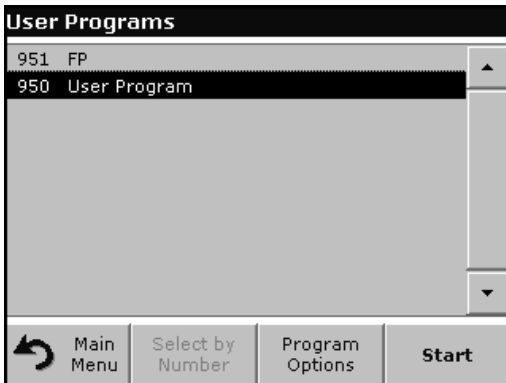 User Programs
951 FP
950 User Program
Main
Menu
Select by
Number
Program
Options
Start